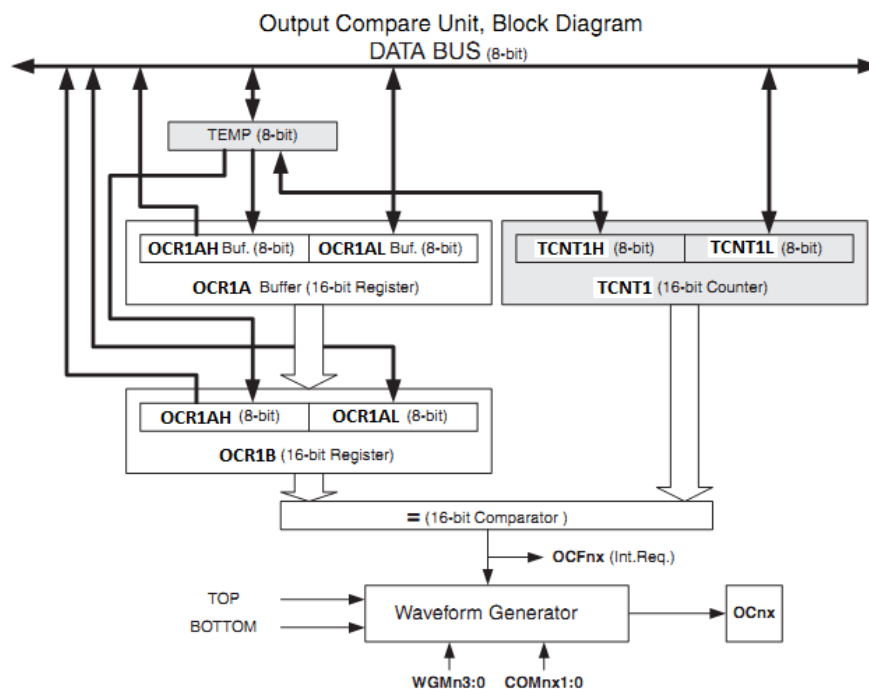 Output Compare Unit, Block Diagram
DATA BUS (8-bit)
TEMP (8-bit)
OCR1AH Buf. (8-bit) OCR1AL Buf. (8-bit)
TCNT1H (8-bit) TCNT1L (8-bit)
OCR1A Buffer (16-bit Register)
TCNT1 (16-bit Counter)
OCR1AH (8-bit) OCR1AL (8-bit)
OCR1B (16-bit Register)
= (16-bit Comparator )
OCFnx (Int.Req.)
TOP
BOTTOM
Waveform Generator
OCnx
WGMn3:0 COMnx1:0